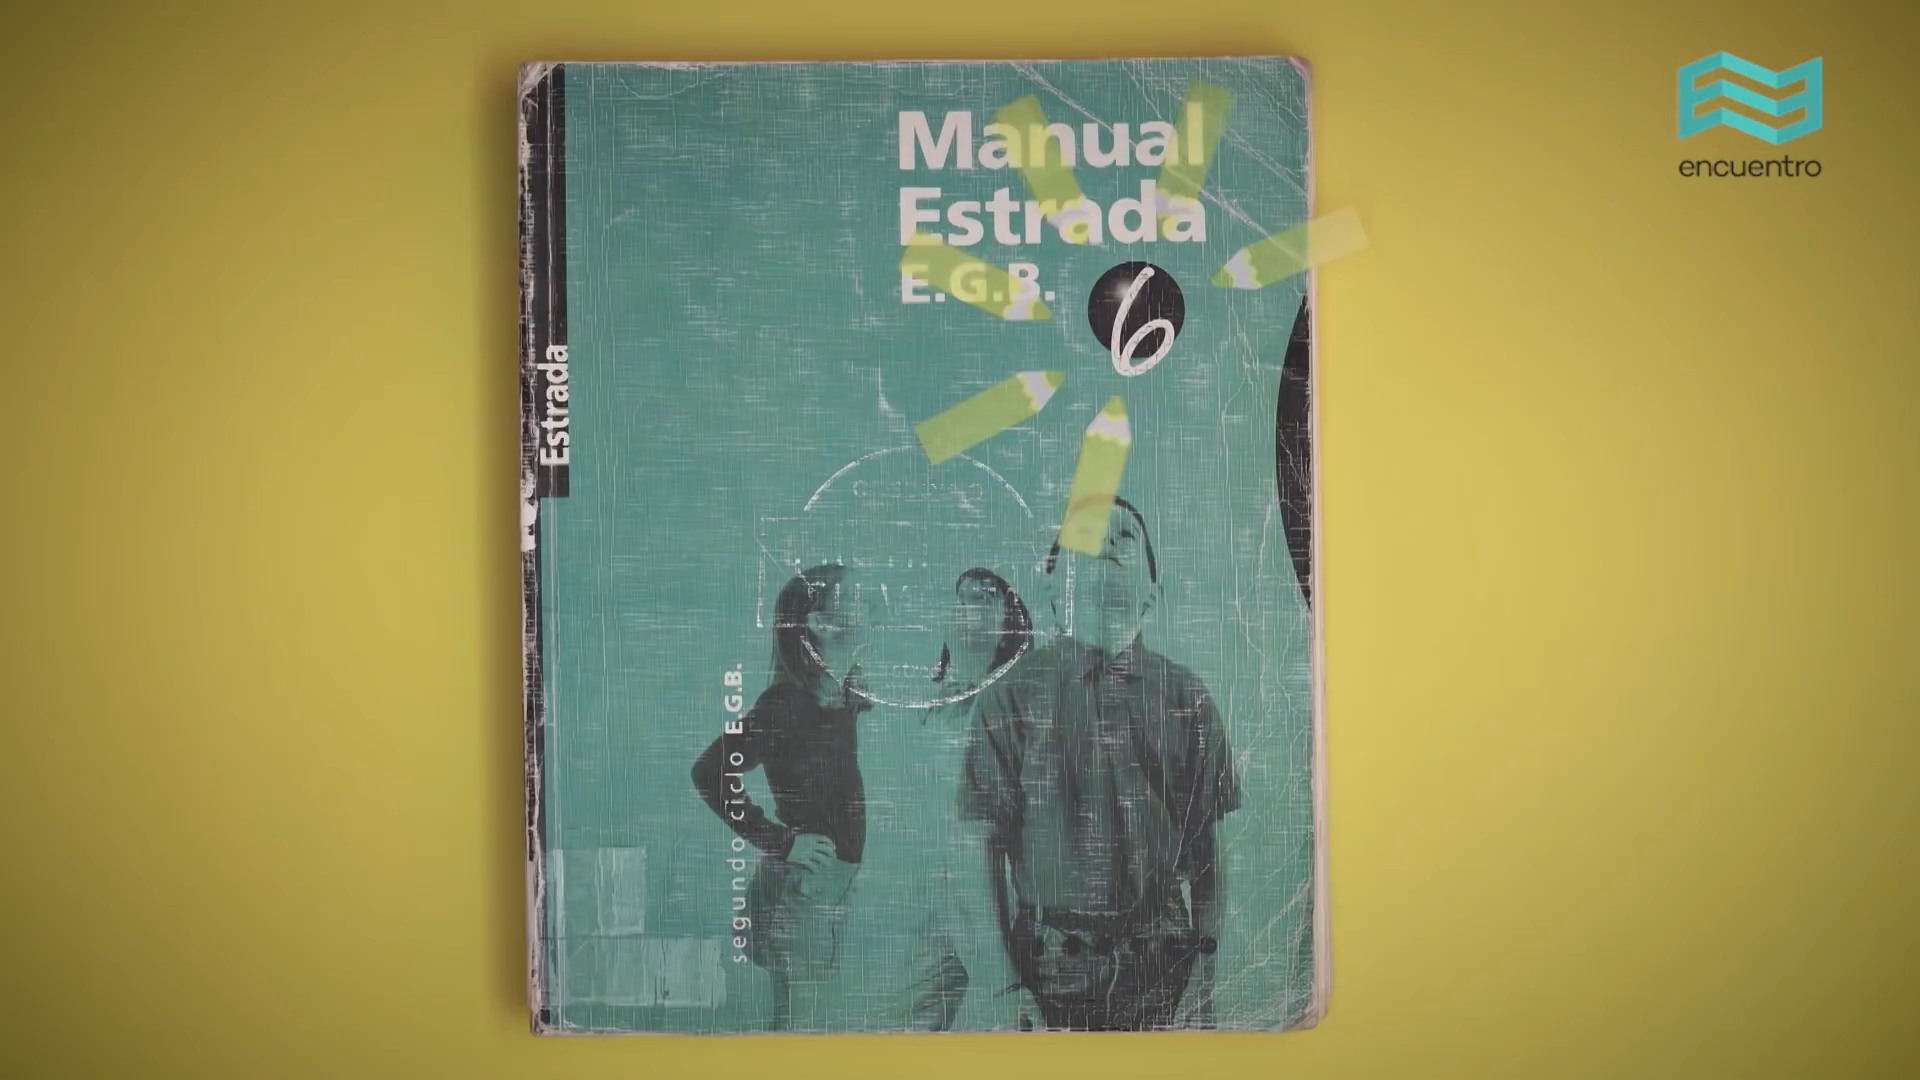 Manual
Estrada
E.G.B.
6
Estrada
segundo ciclo E.G.B.
encuentro